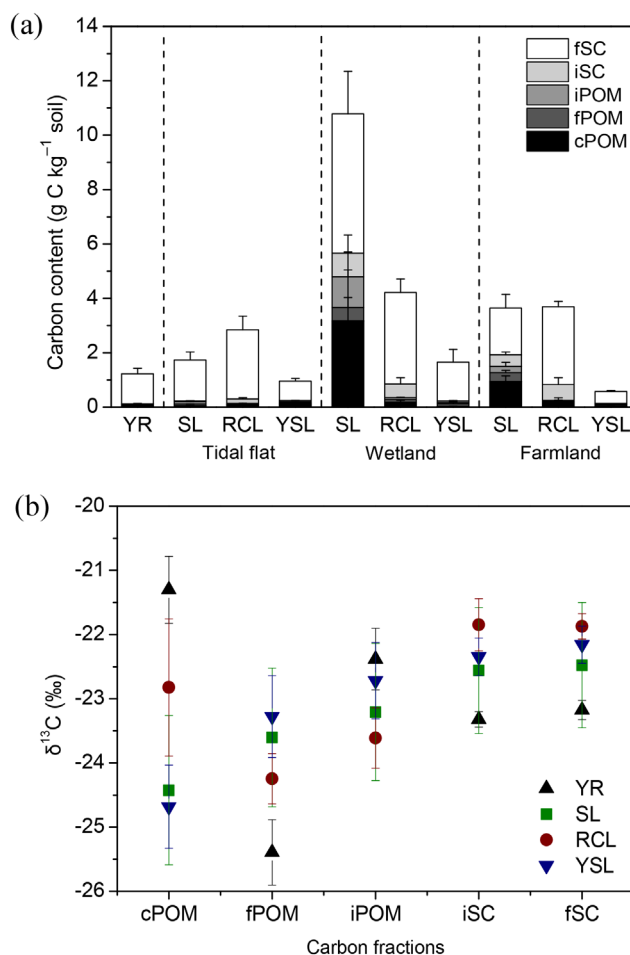 (a)
Carbon content (g C kg⁻¹ soil)
14
12
10
8
6
4
2
0
fSC
iSC
iPOM
fPOM
cPOM
YR SL RCL YSL SL RCL YSL SL RCL YSL
Tidal flat Wetland Farmland
(b)
δ¹³C (‰)
-20
-21
-22
-23
-24
-25
-26
YR
SL
RCL
YSL
cPOM fPOM iPOM iSC fSC
Carbon fractions